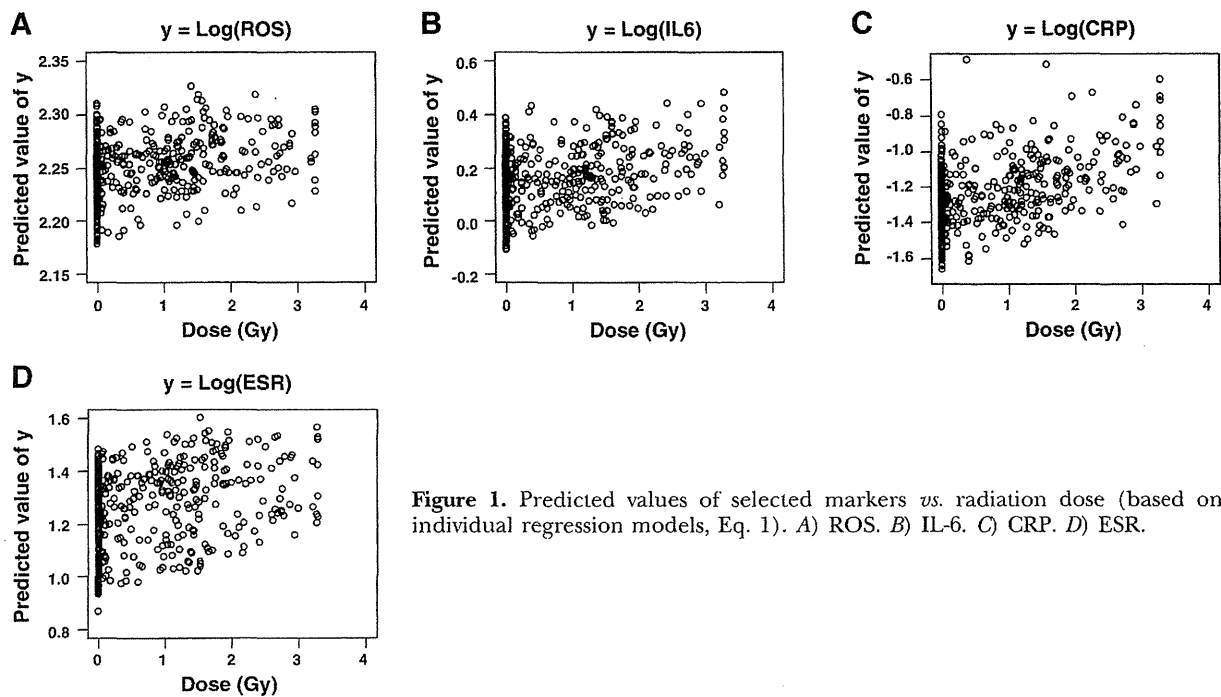 A
y = Log(ROS)
Predicted value of y
2.35
2.30
2.25
2.20
2.15
0 1 2 3 4
Dose (Gy)
B
y = Log(IL6)
Predicted value of y
0.6
0.4
0.2
0.0
-0.2
0 1 2 3 4
Dose (Gy)
C
y = Log(CRP)
Predicted value of y
-0.6
-0.8
-1.0
-1.2
-1.4
-1.6
0 1 2 3 4
Dose (Gy)
D
y = Log(ESR)
Predicted value of y
1.6
1.4
1.2
1.0
0.8
0 1 2 3 4
Dose (Gy)
Figure 1. Predicted values of selected markers vs. radiation dose (based on
individual regression models, Eq. 1). A) ROS. B) IL-6. C) CRP. D) ESR.